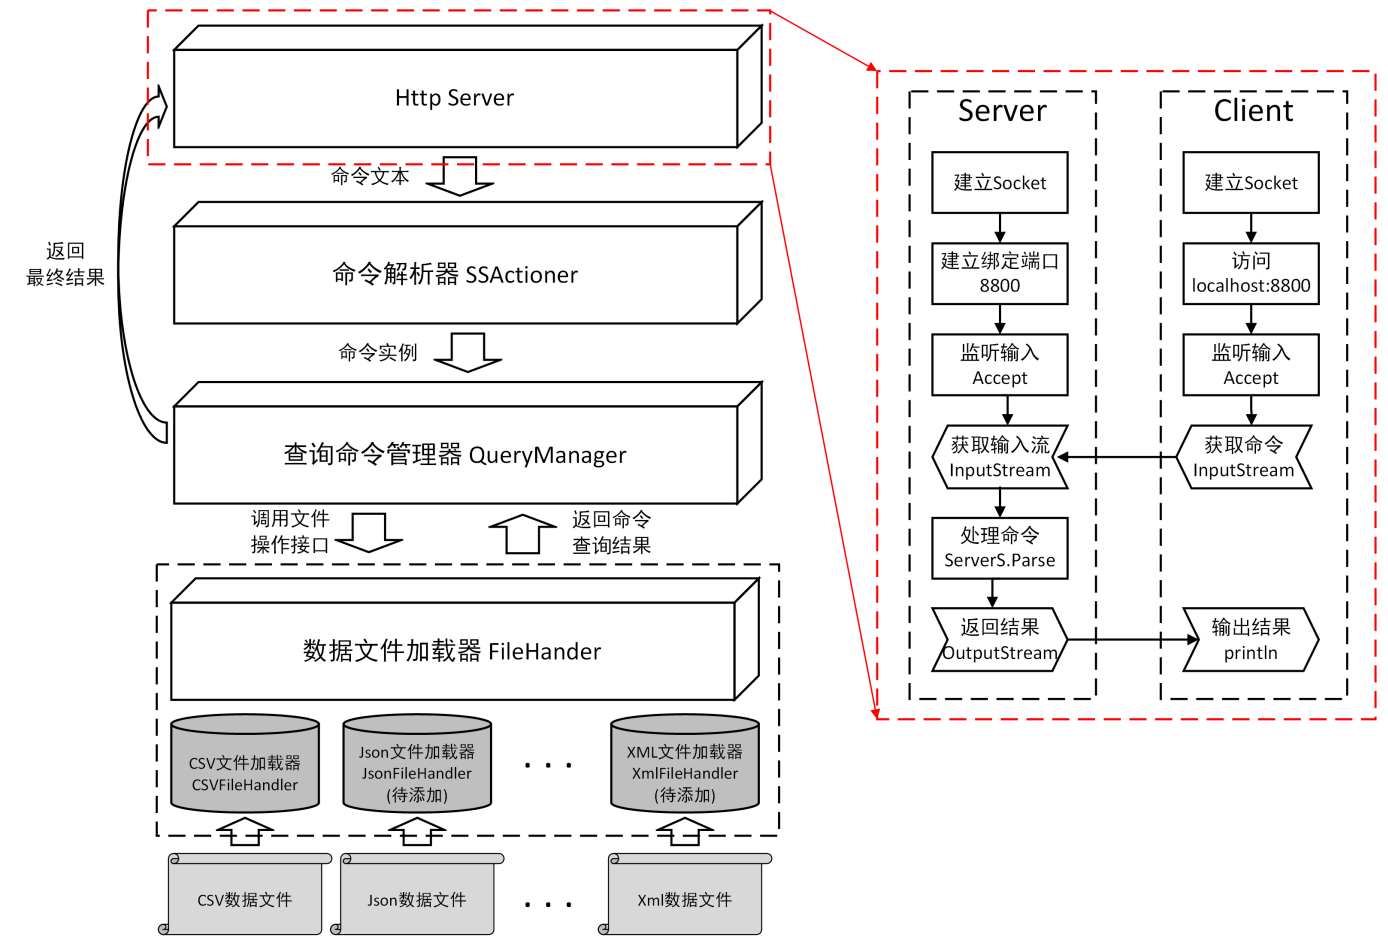 Http Server
命令文本
命令解析器 SSActioner
返回
最终结果
命令实例
查询命令管理器 QueryManager
调用文件
操作接口
返回命令
查询结果
数据文件加载器 FileHander
CSV文件加载器
CSVFileHandler
Json文件加载器
JsonFileHandler
(待添加)
. . .
XML文件加载器
XmlFileHandler
(待添加)
CSV数据文件
Json数据文件
. . .
Xml数据文件
Server
建立Socket
建立绑定端口
8800
监听输入
Accept
获取输入流
InputStream
处理命令
ServerS.Parse
返回结果
OutputStream
Client
建立Socket
访问
localhost:8800
监听输入
Accept
获取命令
InputStream
输出结果
println